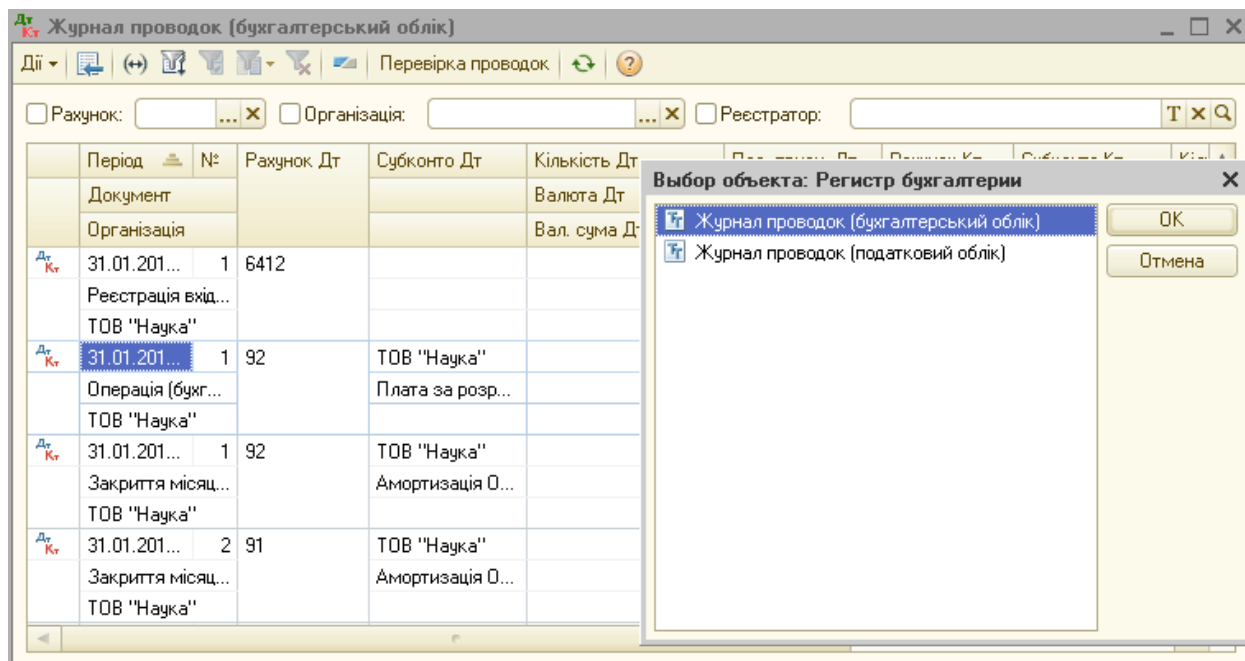 Журнал проводок (бухгалтерський облік)
Дії Перевірка проводок
Рахунок: ... Організація: ... Реєстратор: T
Період № Рахунок Дт Субконто Дт Кількість Дт
Документ Валюта Дт
Організація Вал. сума Дт
31.01.201... 1 6412
Реєстрація вхід...
ТОВ "Наука"
31.01.201... 1 92 ТОВ "Наука"
Операція (бухг... Плата за розр...
ТОВ "Наука"
31.01.201... 1 92 ТОВ "Наука"
Закриття місяц... Амортизація О...
ТОВ "Наука"
31.01.201... 2 91 ТОВ "Наука"
Закриття місяц... Амортизація О...
ТОВ "Наука"
Выбор объекта: Регистр бухгалтерии
Журнал проводок (бухгалтерський облік)
Журнал проводок (податковий облік)
OK
Отмена